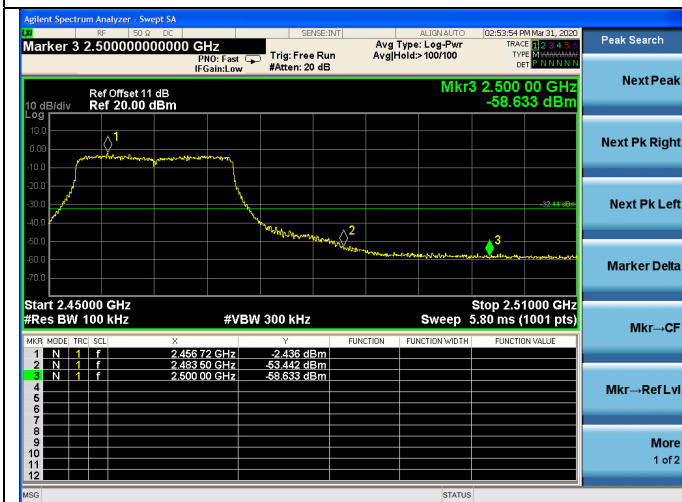 Agilent Spectrum Analyzer - Swept SA
LXI RF 50 Ω DC SENSE:INT ALIGN AUTO 02:53:54 PM Mar 31, 2020
Marker 3 2.500000000000 GHz
PNO: Fast Trig: Free Run Avg Type: Log-Pwr TRACE 1 2 3 4 5 6
IFGain:Low #Atten: 20 dB Avg|Hold:>100/100 TYPE
DET P N N N N N
Peak Search
Next Peak
Next Pk Right
Next Pk Left
Marker Delta
Mkr→CF
Mkr→Ref Lvl
More
1 of 2
Mkr3 2.500 00 GHz
-58.633 dBm
Ref Offset 11 dB
10 dB/div Ref 20.00 dBm
Log
10.0
0.00
-10.0
-20.0
-30.0
-40.0
-50.0
-60.0
-70.0
1
2
3
-32.44 dBm
Start 2.45000 GHz Stop 2.51000 GHz
#Res BW 100 kHz #VBW 300 kHz Sweep 5.80 ms (1001 pts)
MKR MODE TRC SCL X Y FUNCTION FUNCTION WIDTH FUNCTION VALUE
1 N 1 f 2.456 72 GHz -2.436 dBm
2 N 1 f 2.483 50 GHz -53.442 dBm
3 N 1 f 2.500 00 GHz -58.633 dBm
4
5
6
7
8
9
10
11
12
MSG STATUS